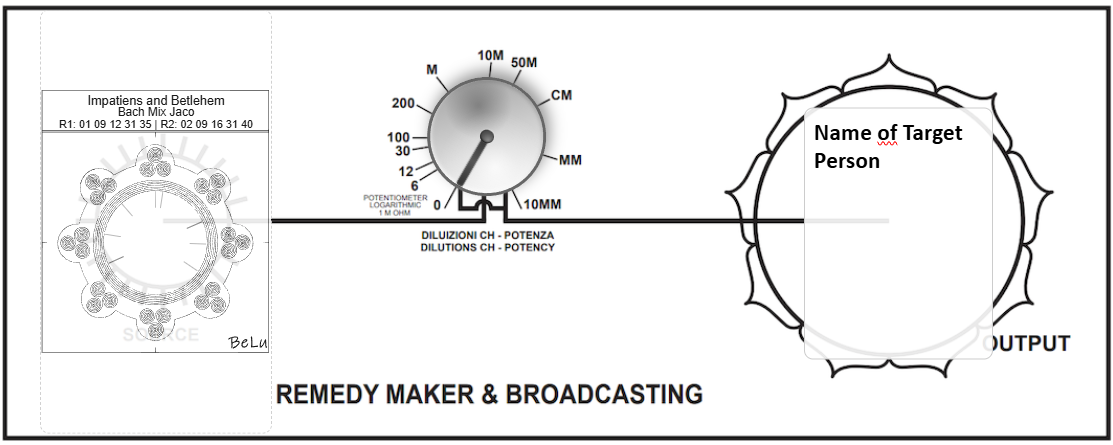 Impatiens and Betlehem
Bach Mix Jaco
R1: 01 09 12 31 35 | R2: 02 09 16 31 40
SOURCE
BeLu
0
6
12
30
100
200
M
10M
50M
CM
MM
10MM
POTENTIOMETER
LOGARITHMIC
1 M OHM
DILUIZIONI CH - POTENZA
DILUTIONS CH - POTENCY
Name of Target
Person
OUTPUT
REMEDY MAKER & BROADCASTING